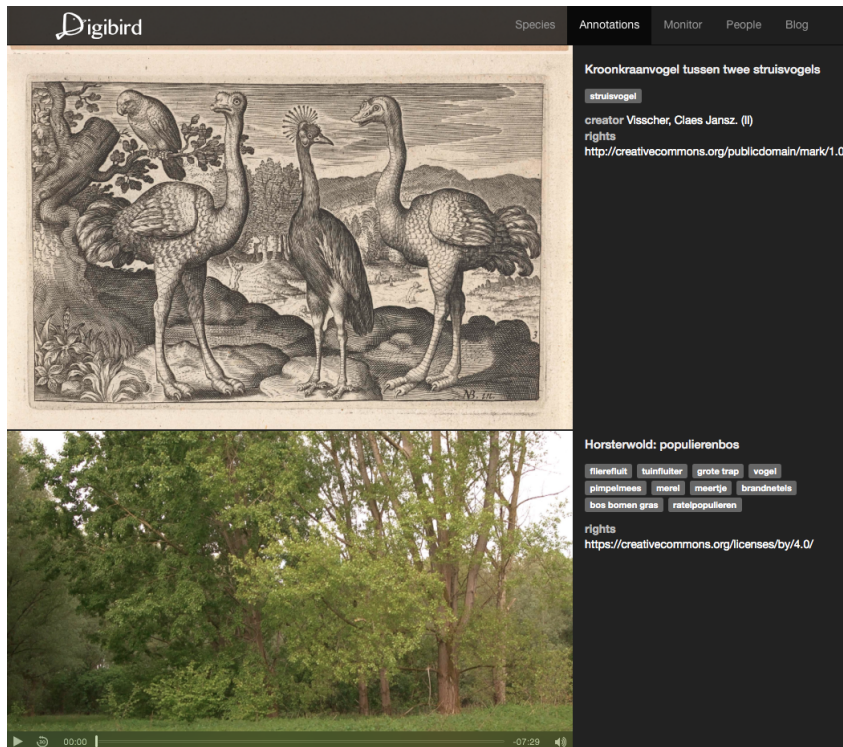 Digibird
Species Annotations Monitor People Blog
Kroonkraanvogel tussen twee struisvogels
struisvogel
creator Visscher, Claes Jansz. (II)
rights
http://creativecommons.org/publicdomain/mark/1.0
Horsterwold: populierenbos
flierefluit tuinfluiter grote trap vogel
pimpelmees merel meertje brandnetels
bos bomen gras ratelpopulieren
rights
https://creativecommons.org/licenses/by/4.0/
00:00 -07:29